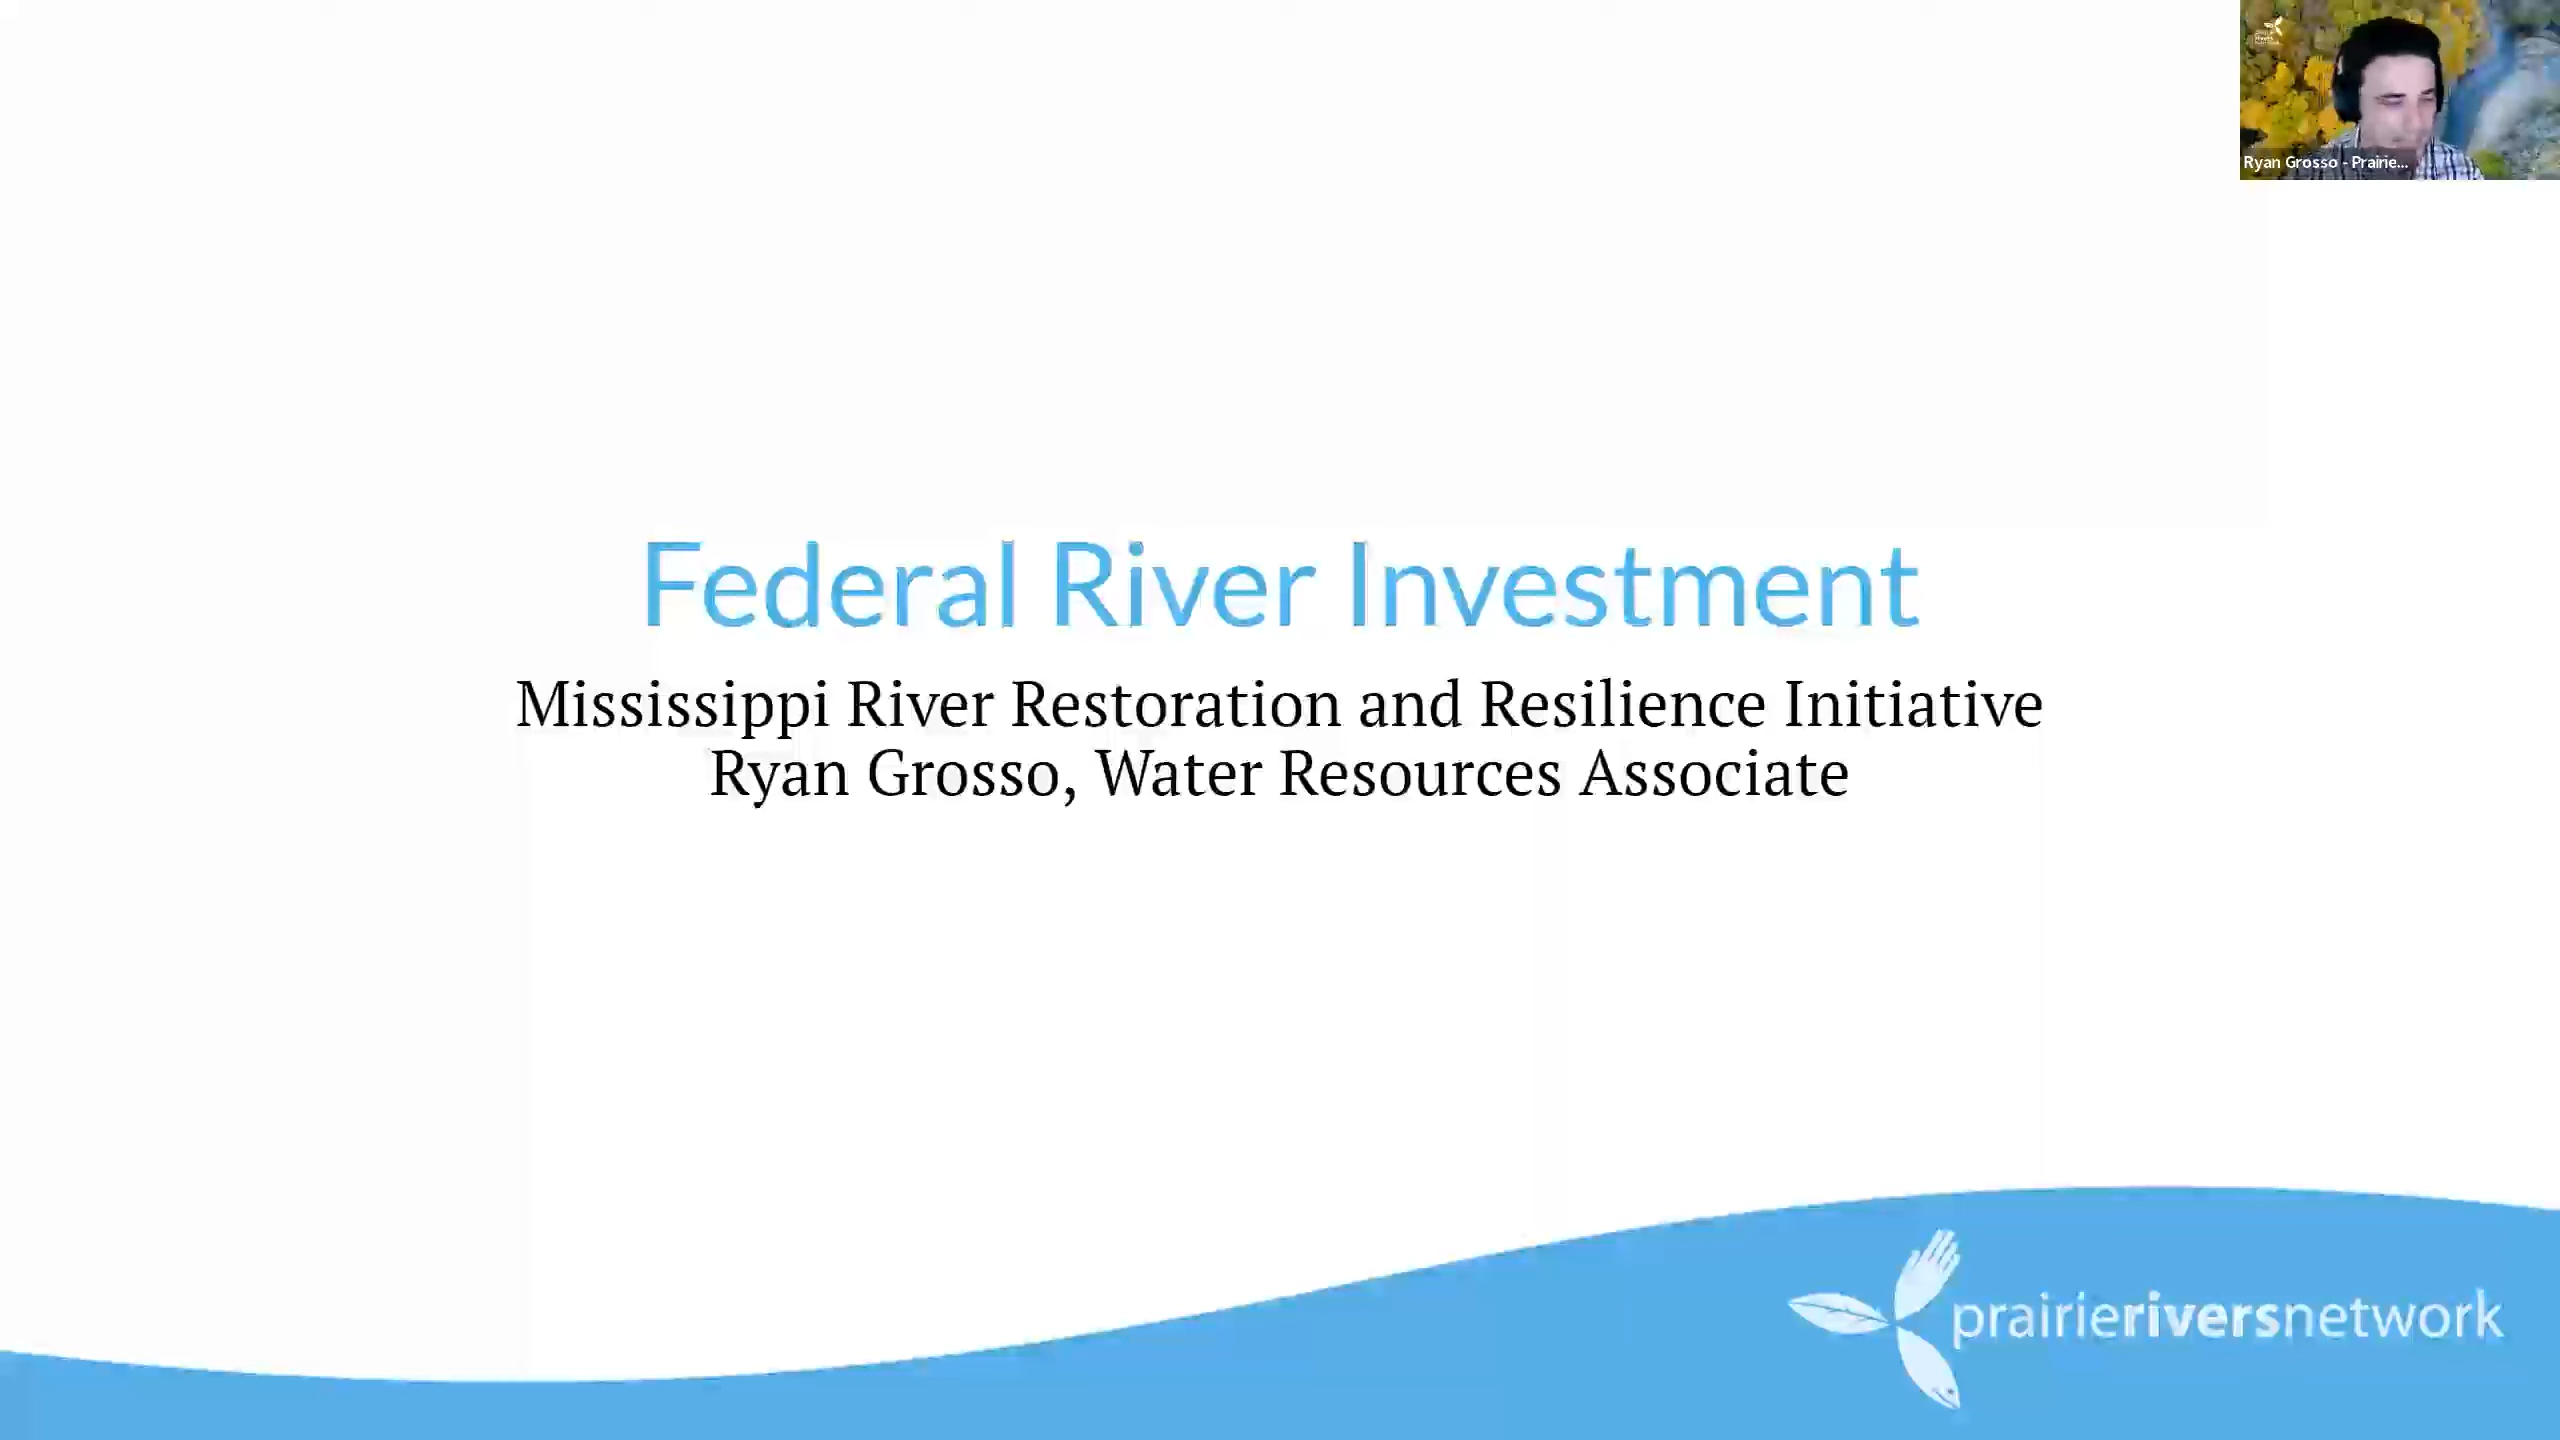 Ryan Grosso - Prairie...
Federal River Investment
Mississippi River Restoration and Resilience Initiative
Ryan Grosso, Water Resources Associate
prairieriversnetwork